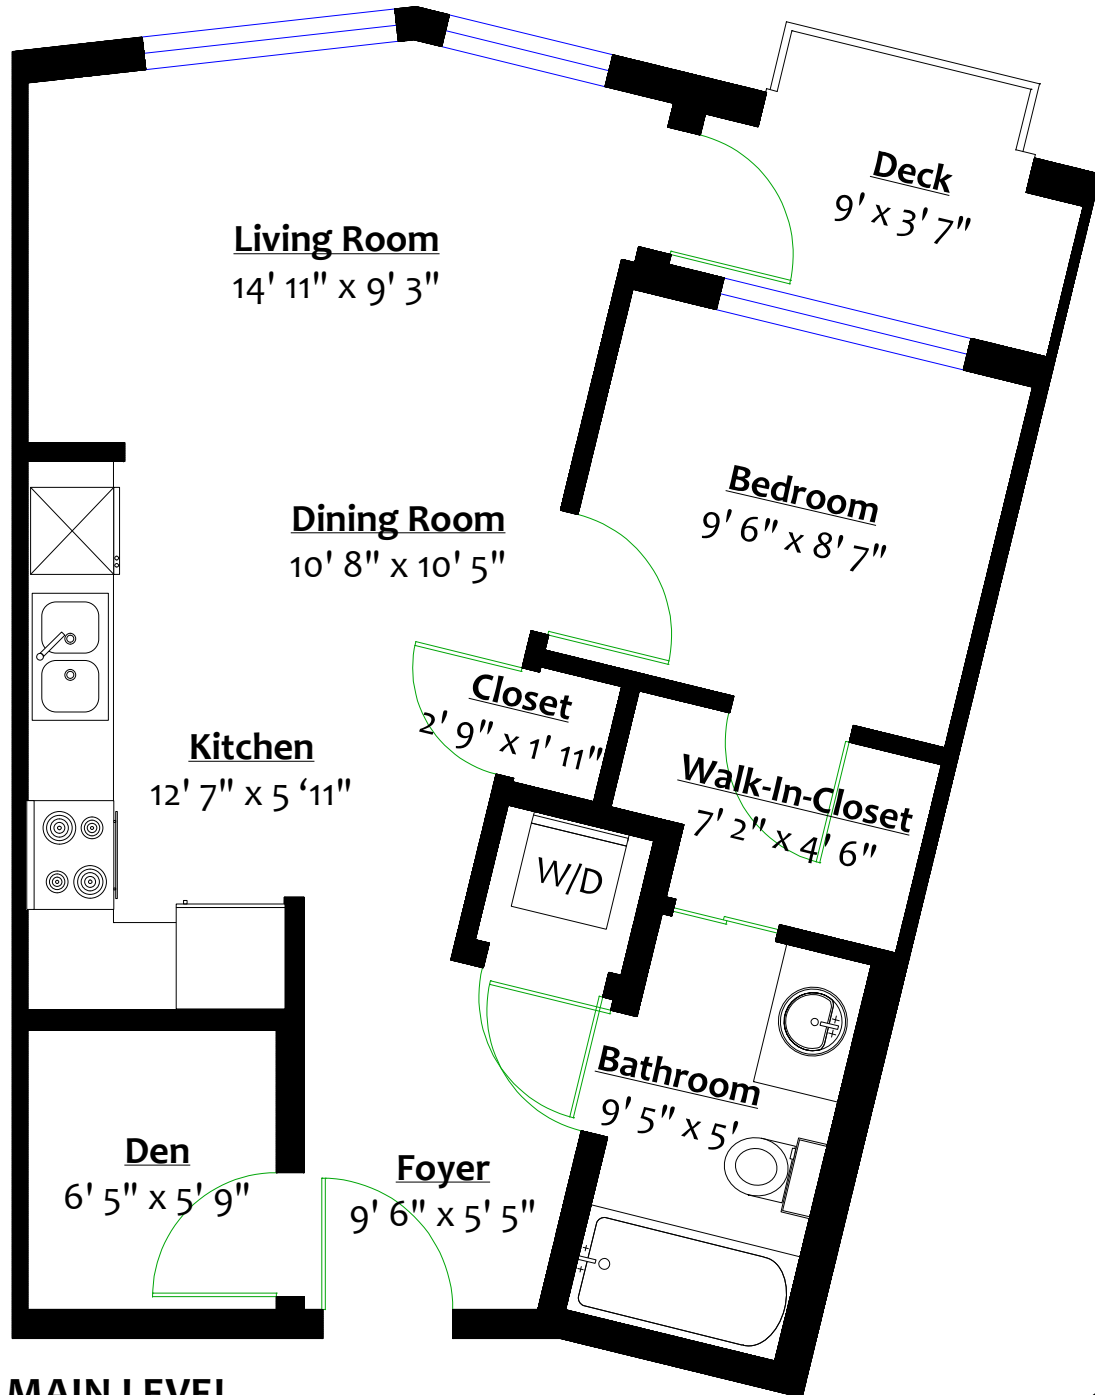 Deck
9' x 3' 7"
Living Room
14' 11" x 9' 3"
Bedroom
9' 6" x 8' 7"
Dining Room
10' 8" x 10' 5"
Closet
2' 9" x 1' 11"
Kitchen
12' 7" x 5 ‘11"
Walk-In-Closet
7' 2" x 4' 6"
W/D
Bathroom
9' 5" x 5'
Den
6' 5" x 5' 9"
Foyer
9' 6" x 5' 5"
MAIN LEVEL